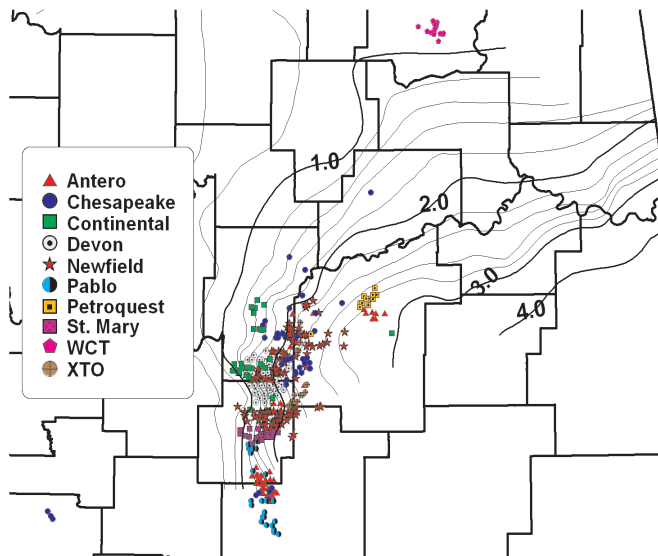 1.0
2.0
3.0
4.0
Antero
Chesapeake
Continental
Devon
Newfield
Pablo
Petroquest
St. Mary
WCT
XTO